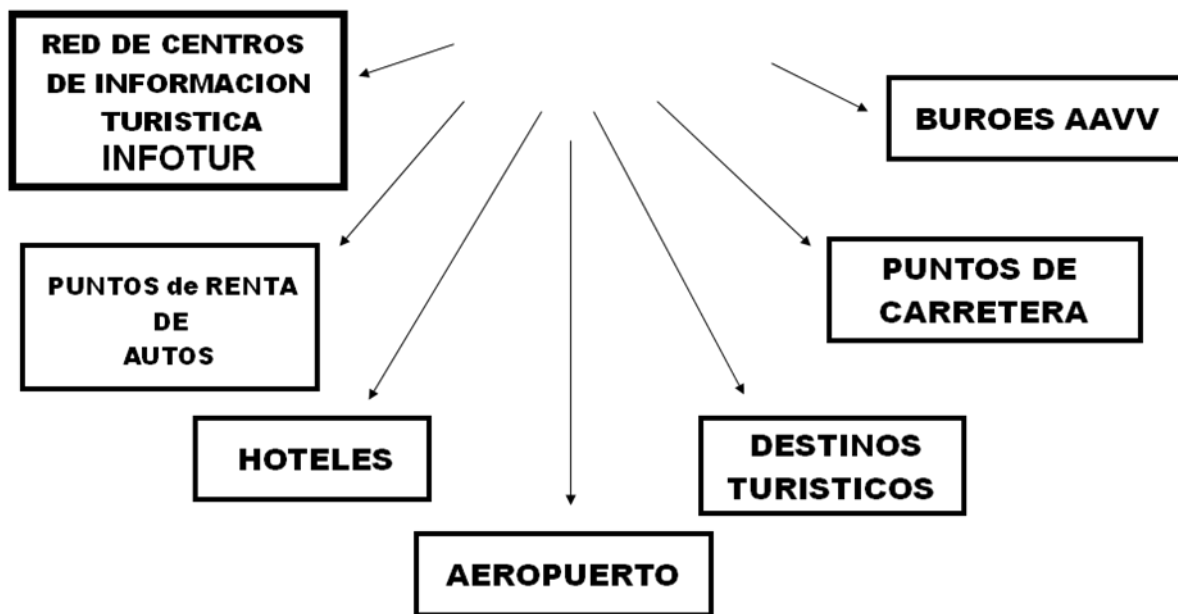 RED DE CENTROS
DE INFORMACION
TURISTICA
INFOTUR
BUROES AAVV
PUNTOS de RENTA
DE
AUTOS
PUNTOS DE
CARRETERA
HOTELES
DESTINOS
TURISTICOS
AEROPUERTO